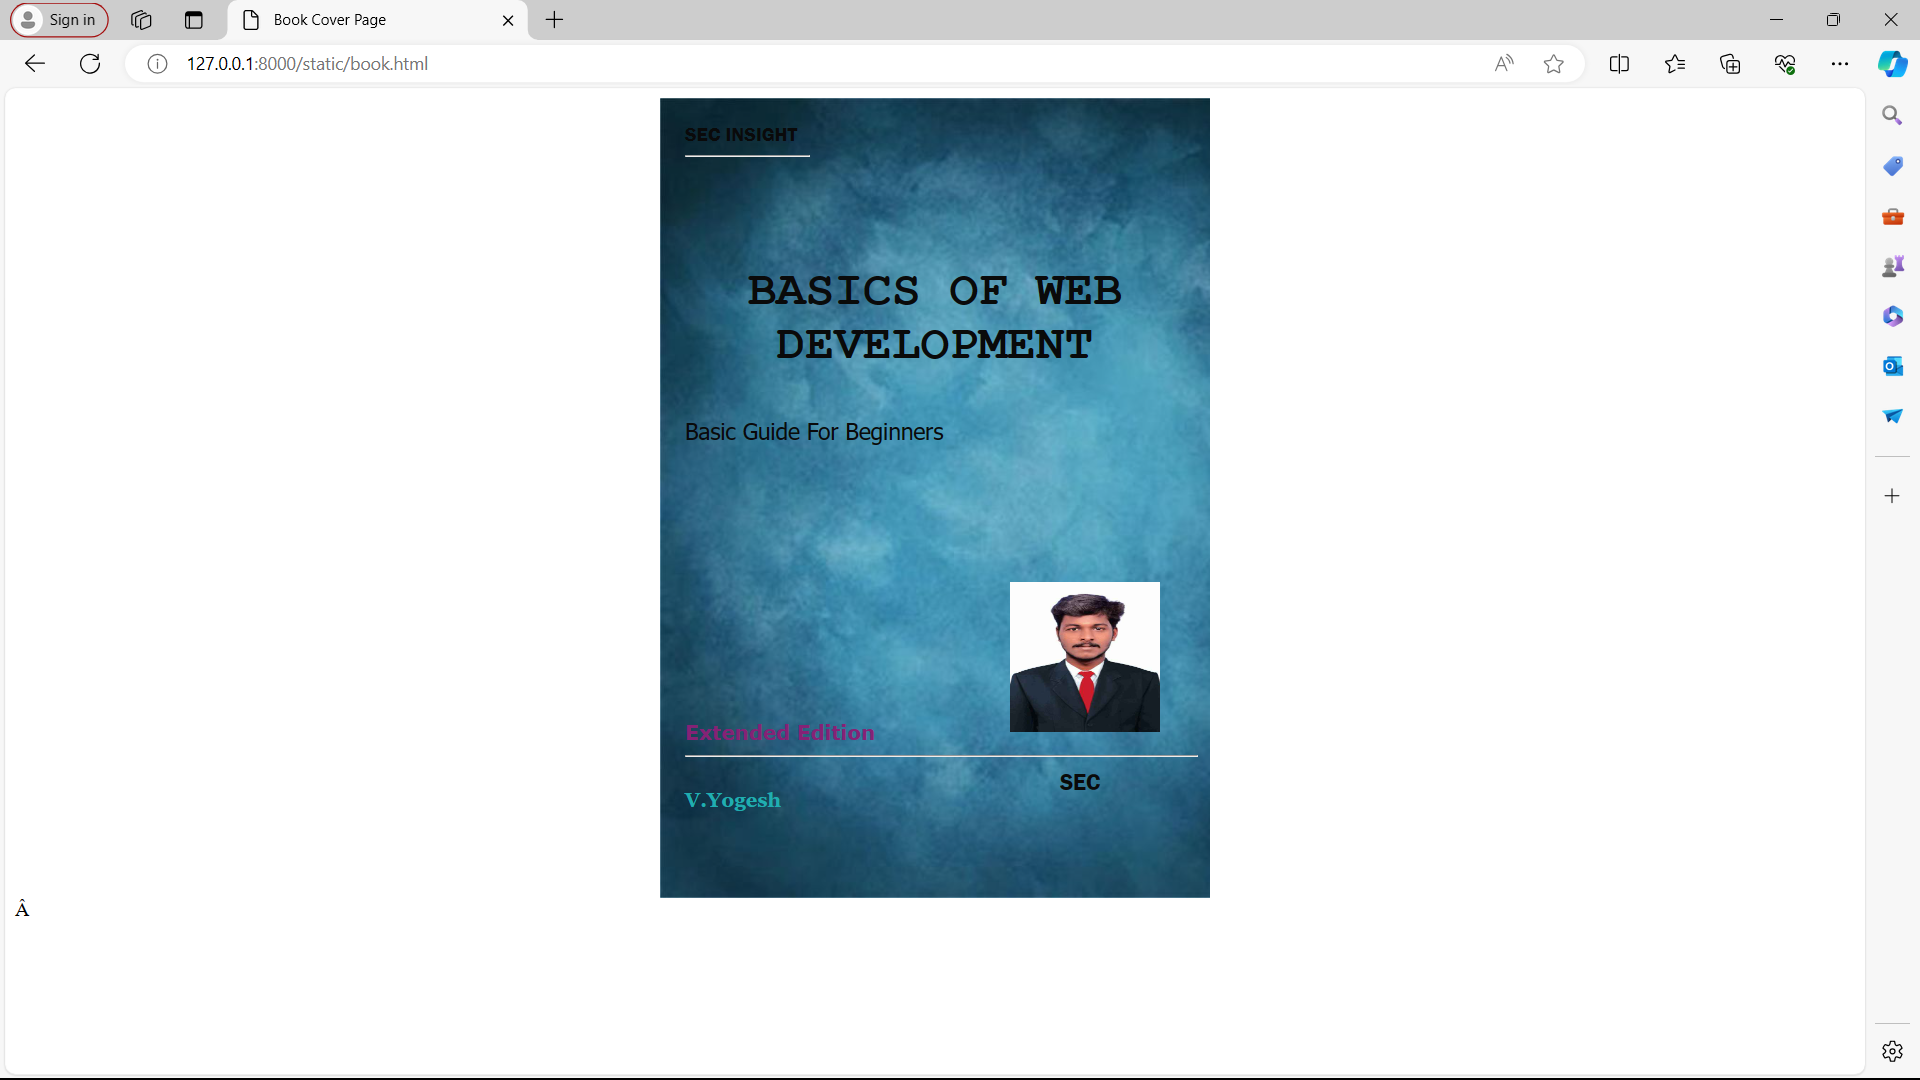 Sign in
Book Cover Page
127.0.0.1:8000/static/book.html
SEC INSIGHT
BASICS OF WEB
DEVELOPMENT
Basic Guide For Beginners
Extended Edition
SEC
V.Yogesh
Â